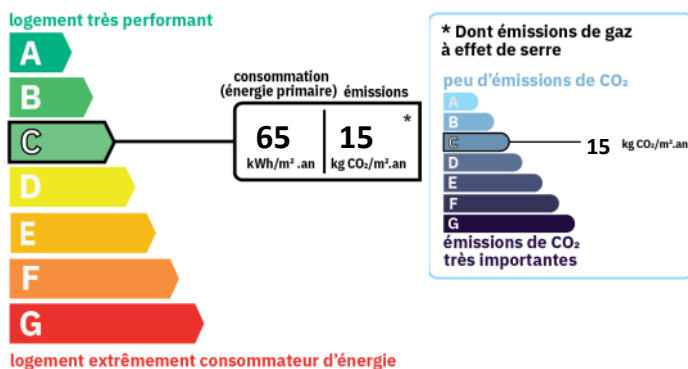 logement très performant
A
B
C
D
E
F
G
logement extrêmement consommateur d'énergie
consommation
(énergie primaire) émissions
65 15 *
kWh/m² .an kg CO₂/m².an
* Dont émissions de gaz
à effet de serre
peu d'émissions de CO₂
A
B
C
15 kg CO₂/m².an
D
E
F
G
émissions de CO₂
très importantes